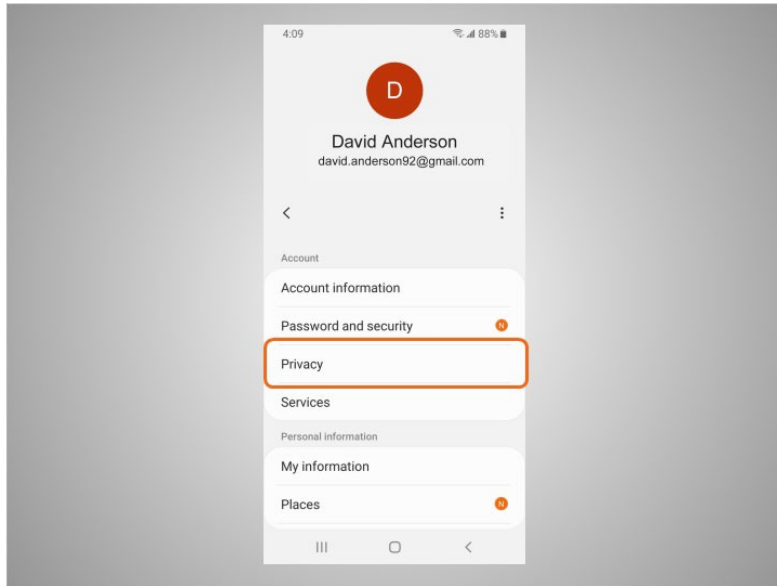 4:09 88%
D
David Anderson
david.anderson92@gmail.com
Account
Account information
Password and security N
Privacy
Services
Personal information
My information
Places N